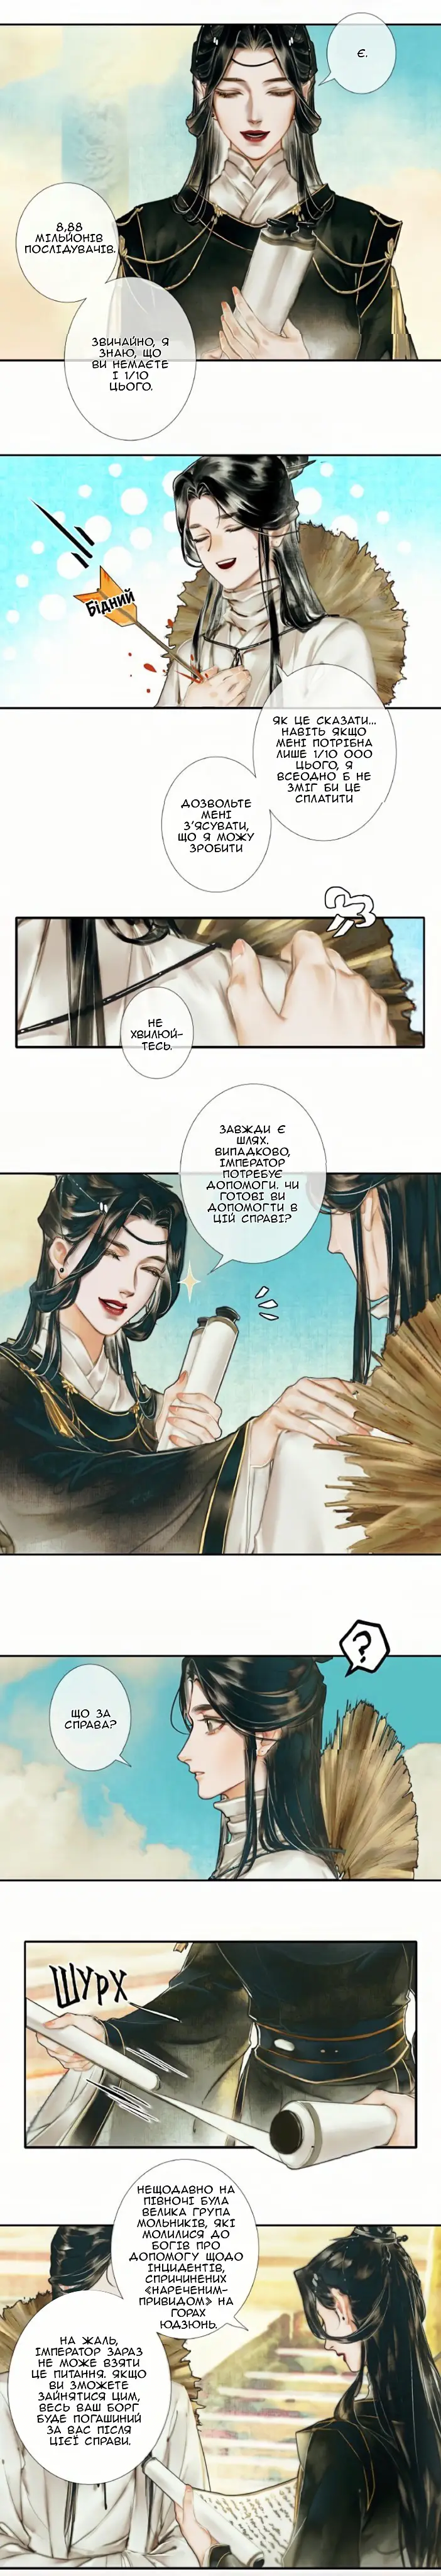 Є.
8,88
МІЛЬЙОНІВ
ПОСЛІДУВАЧІВ.
ЗВИЧАЙНО, Я
ЗНАЮ, ЩО
ВИ НЕМАЄТЕ
І 1/10
ЦЬОГО.
Бідний
ЯК ЦЕ СКАЗАТИ...
НАВІТЬ ЯКЩО
МЕНІ ПОТРІБНА
ЛИШЕ 1/10 000
ЦЬОГО, Я
ВСЕОДНО Б НЕ
ЗМІГ БИ ЦЕ
СПЛАТИТИ
ДОЗВОЛЬТЕ
МЕНІ
З'ЯСУВАТИ,
ЩО Я МОЖУ
ЗРОБИТИ
НЕ
ХВИЛЮЙ-
ТЕСЬ.
ЗАВЖДИ Є
ШЛЯХ.
ВИПАДКОВО,
ІМПЕРАТОР
ПОТРЕБУЄ
ДОПОМОГИ. ЧИ
ГОТОВІ ВИ
ДОПОМОГТИ В
ЦІЙ СПРАВІ?
?
ЩО ЗА
СПРАВА?
ШУРХ
НЕЩОДАВНО НА
ПІВНОЧІ БУЛА
ВЕЛИКА ГРУПА
МОЛЬНИКІВ, ЯКІ
МОЛИЛИСЯ ДО
БОГІВ ПРО
ДОПОМОГУ ЩОДО
ІНЦИДЕНТІВ,
СПРИЧИНЕНИХ
«НАРЕЧЕНИМ-
ПРИВИДОМ» НА
ГОРАХ
ЮДЗЮНЬ.
НА ЖАЛЬ,
ІМПЕРАТОР ЗАРАЗ
НЕ МОЖЕ ВЗЯТИ
ЦЕ ПИТАННЯ. ЯКЩО
ВИ ЗМОЖЕТЕ
ЗАЙНЯТИСЯ ЦИМ,
ВЕСЬ ВАШ БОРГ
БУДЕ ПОГАШИНИЙ
ЗА ВАС ПІСЛЯ
ЦІЄЇ СПРАВИ.